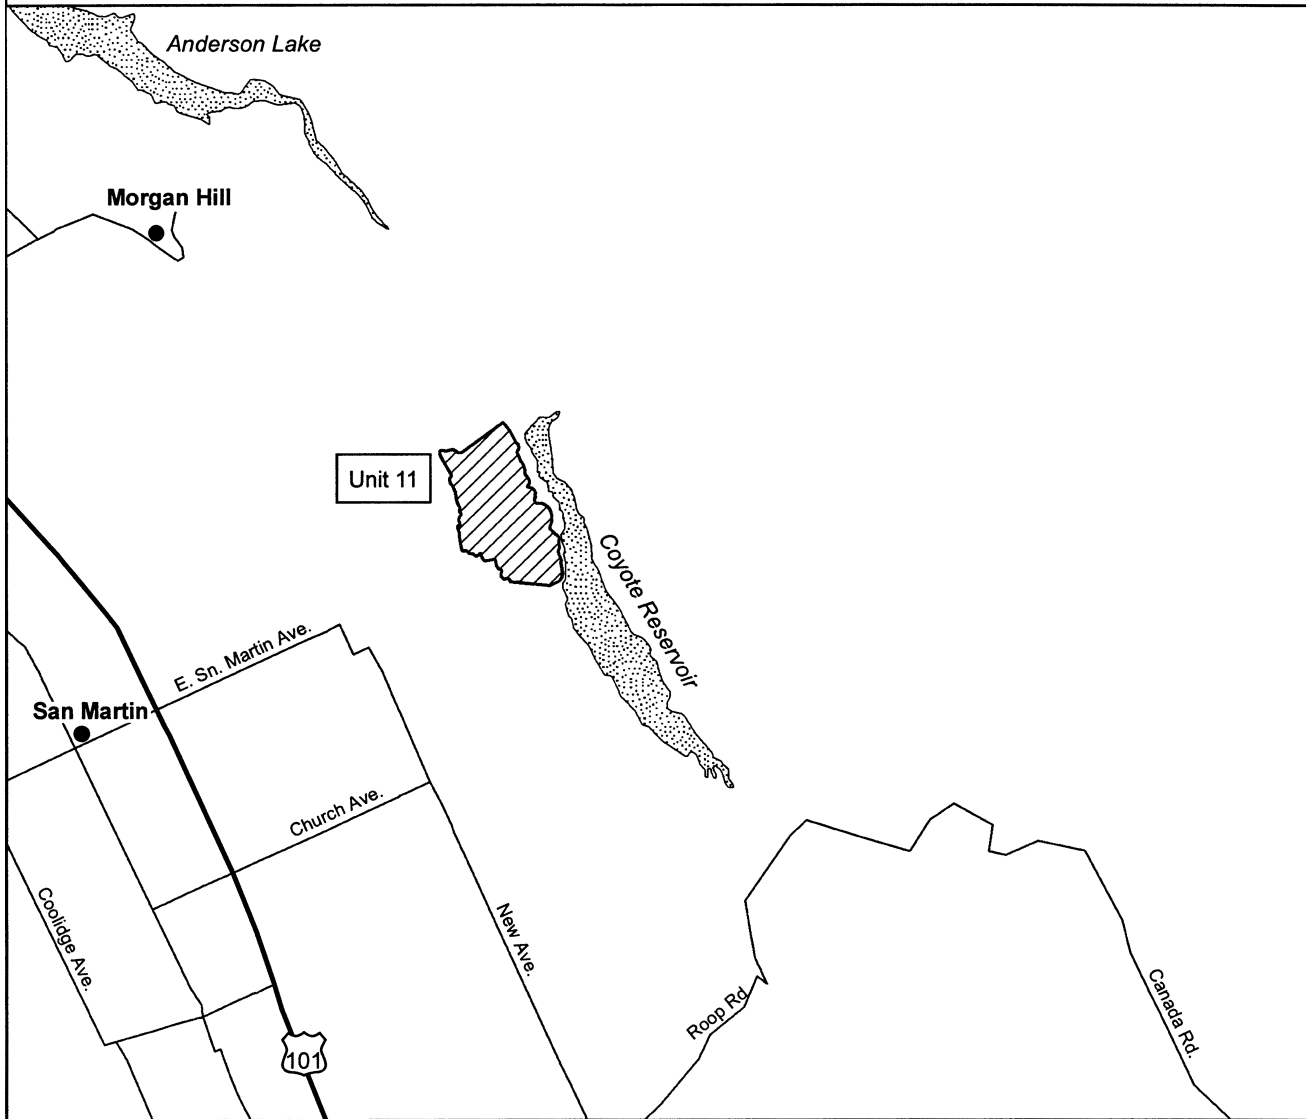 Anderson Lake
Morgan Hill
Unit 11
Coyote Reservoir
E. Sn. Martin Ave.
San Martin
Church Ave.
Coolidge Ave.
New Ave.
Roop Rd
Canada Rd.
101